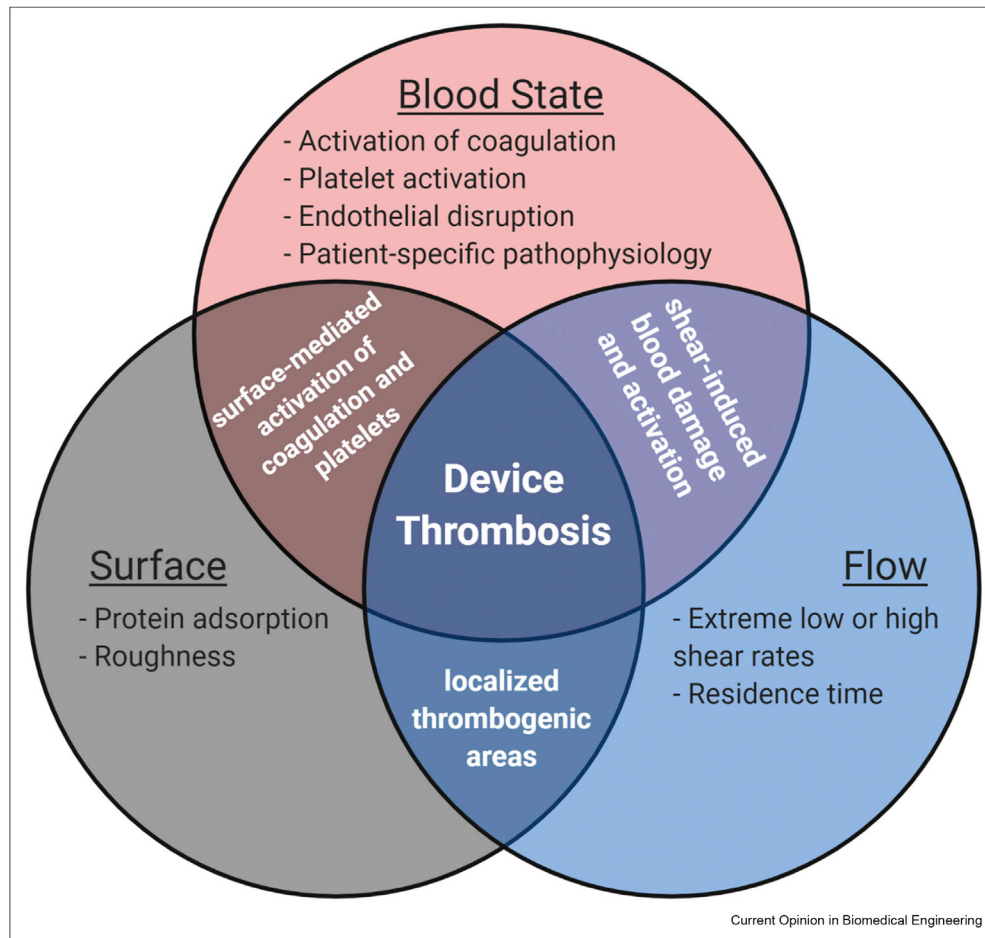 Blood State
- Activation of coagulation
- Platelet activation
- Endothelial disruption
- Patient-specific pathophysiology
surface-mediated
activation of
coagulation and
platelets
shear-induced
blood damage
and activation
Device
Thrombosis
Surface
- Protein adsorption
- Roughness
Flow
- Extreme low or high
shear rates
- Residence time
localized
thrombogenic
areas
Current Opinion in Biomedical Engineering